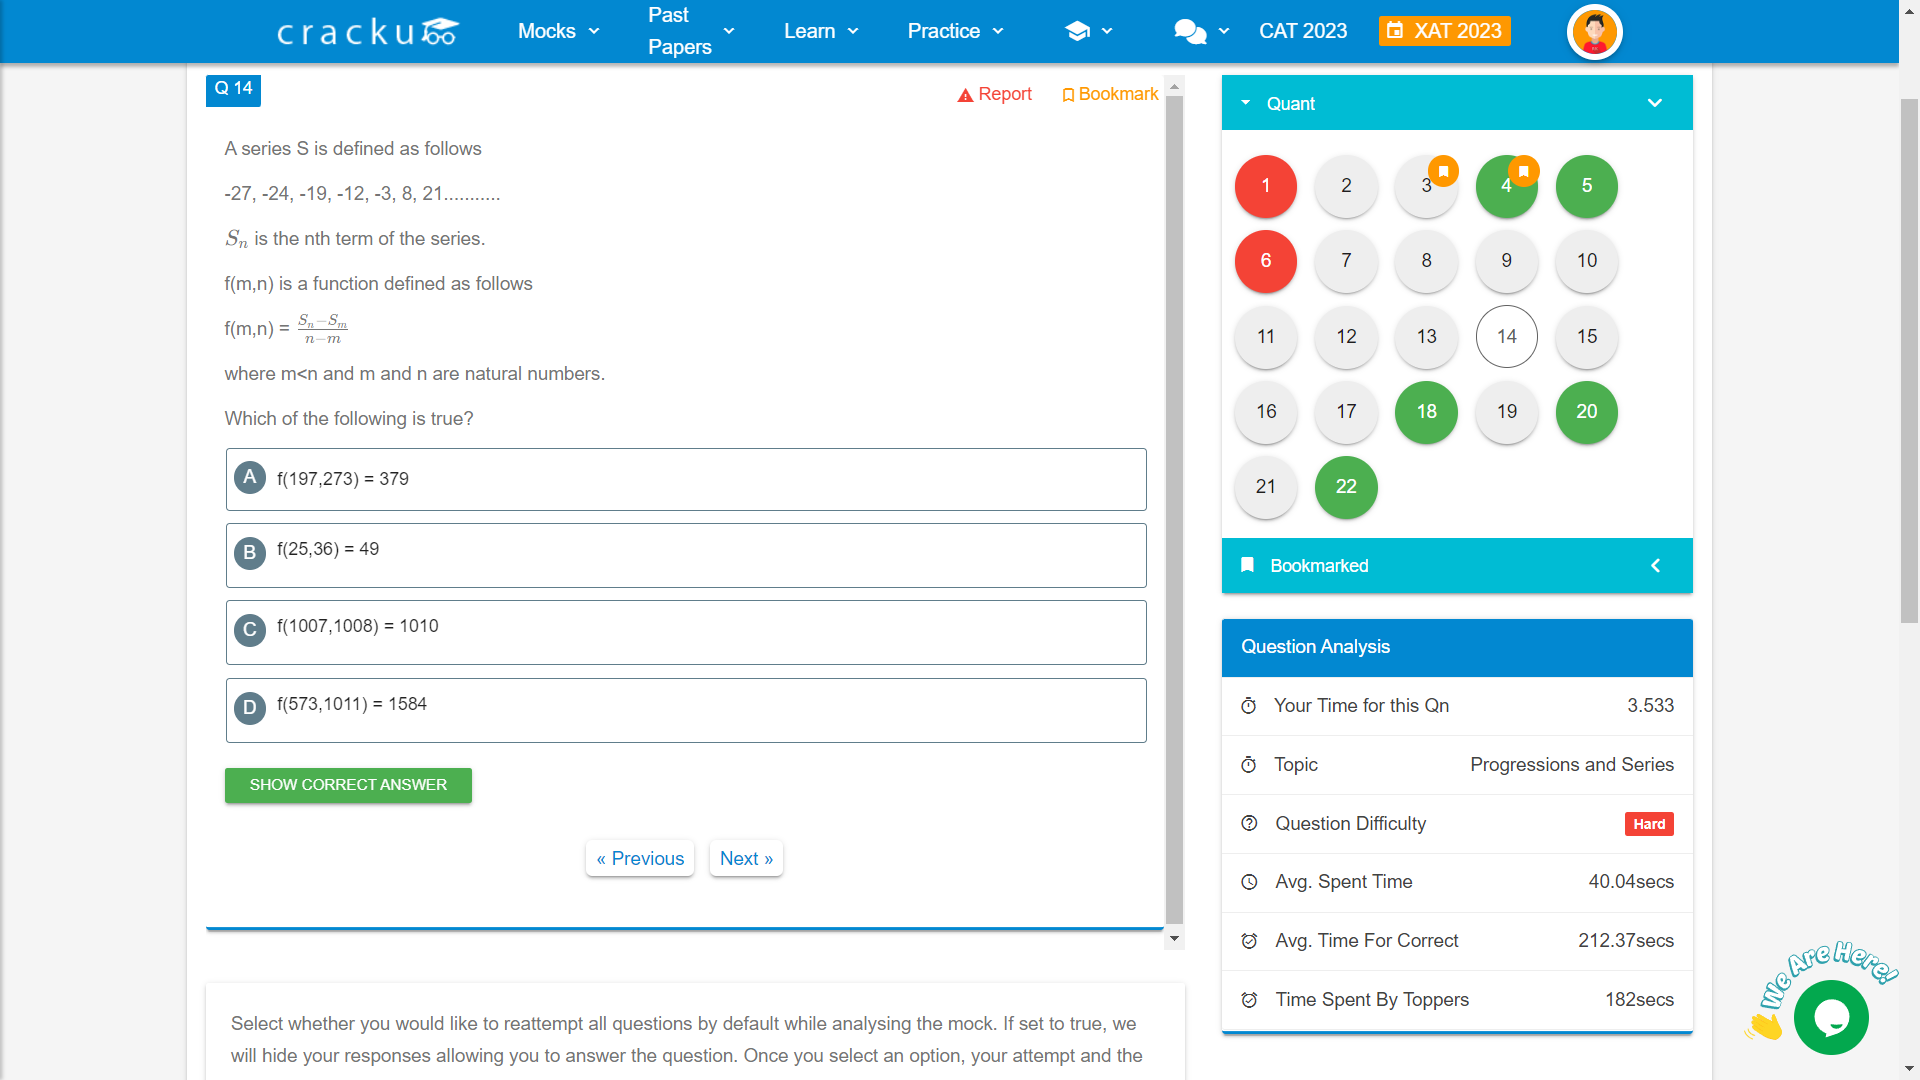 cracku
Mocks
Past Papers
Learn
Practice
CAT 2023
XAT 2023
Q 14
Report
Bookmark
A series S is defined as follows
-27, -24, -19, -12, -3, 8, 21...........
Sₙ is the nth term of the series.
f(m,n) is a function defined as follows
f(m,n) = (Sₙ−Sₘ)/(n−m)
where m<n and m and n are natural numbers.
Which of the following is true?
A f(197,273) = 379
B f(25,36) = 49
C f(1007,1008) = 1010
D f(573,1011) = 1584
SHOW CORRECT ANSWER
« Previous
Next »
Select whether you would like to reattempt all questions by default while analysing the mock. If set to true, we
will hide your responses allowing you to answer the question. Once you select an option, your attempt and the
Quant
1 2 3 4 5
6 7 8 9 10
11 12 13 14 15
16 17 18 19 20
21 22
Bookmarked
Question Analysis
Your Time for this Qn 3.533
Topic Progressions and Series
Question Difficulty Hard
Avg. Spent Time 40.04secs
Avg. Time For Correct 212.37secs
Time Spent By Toppers 182secs
We Are Here!